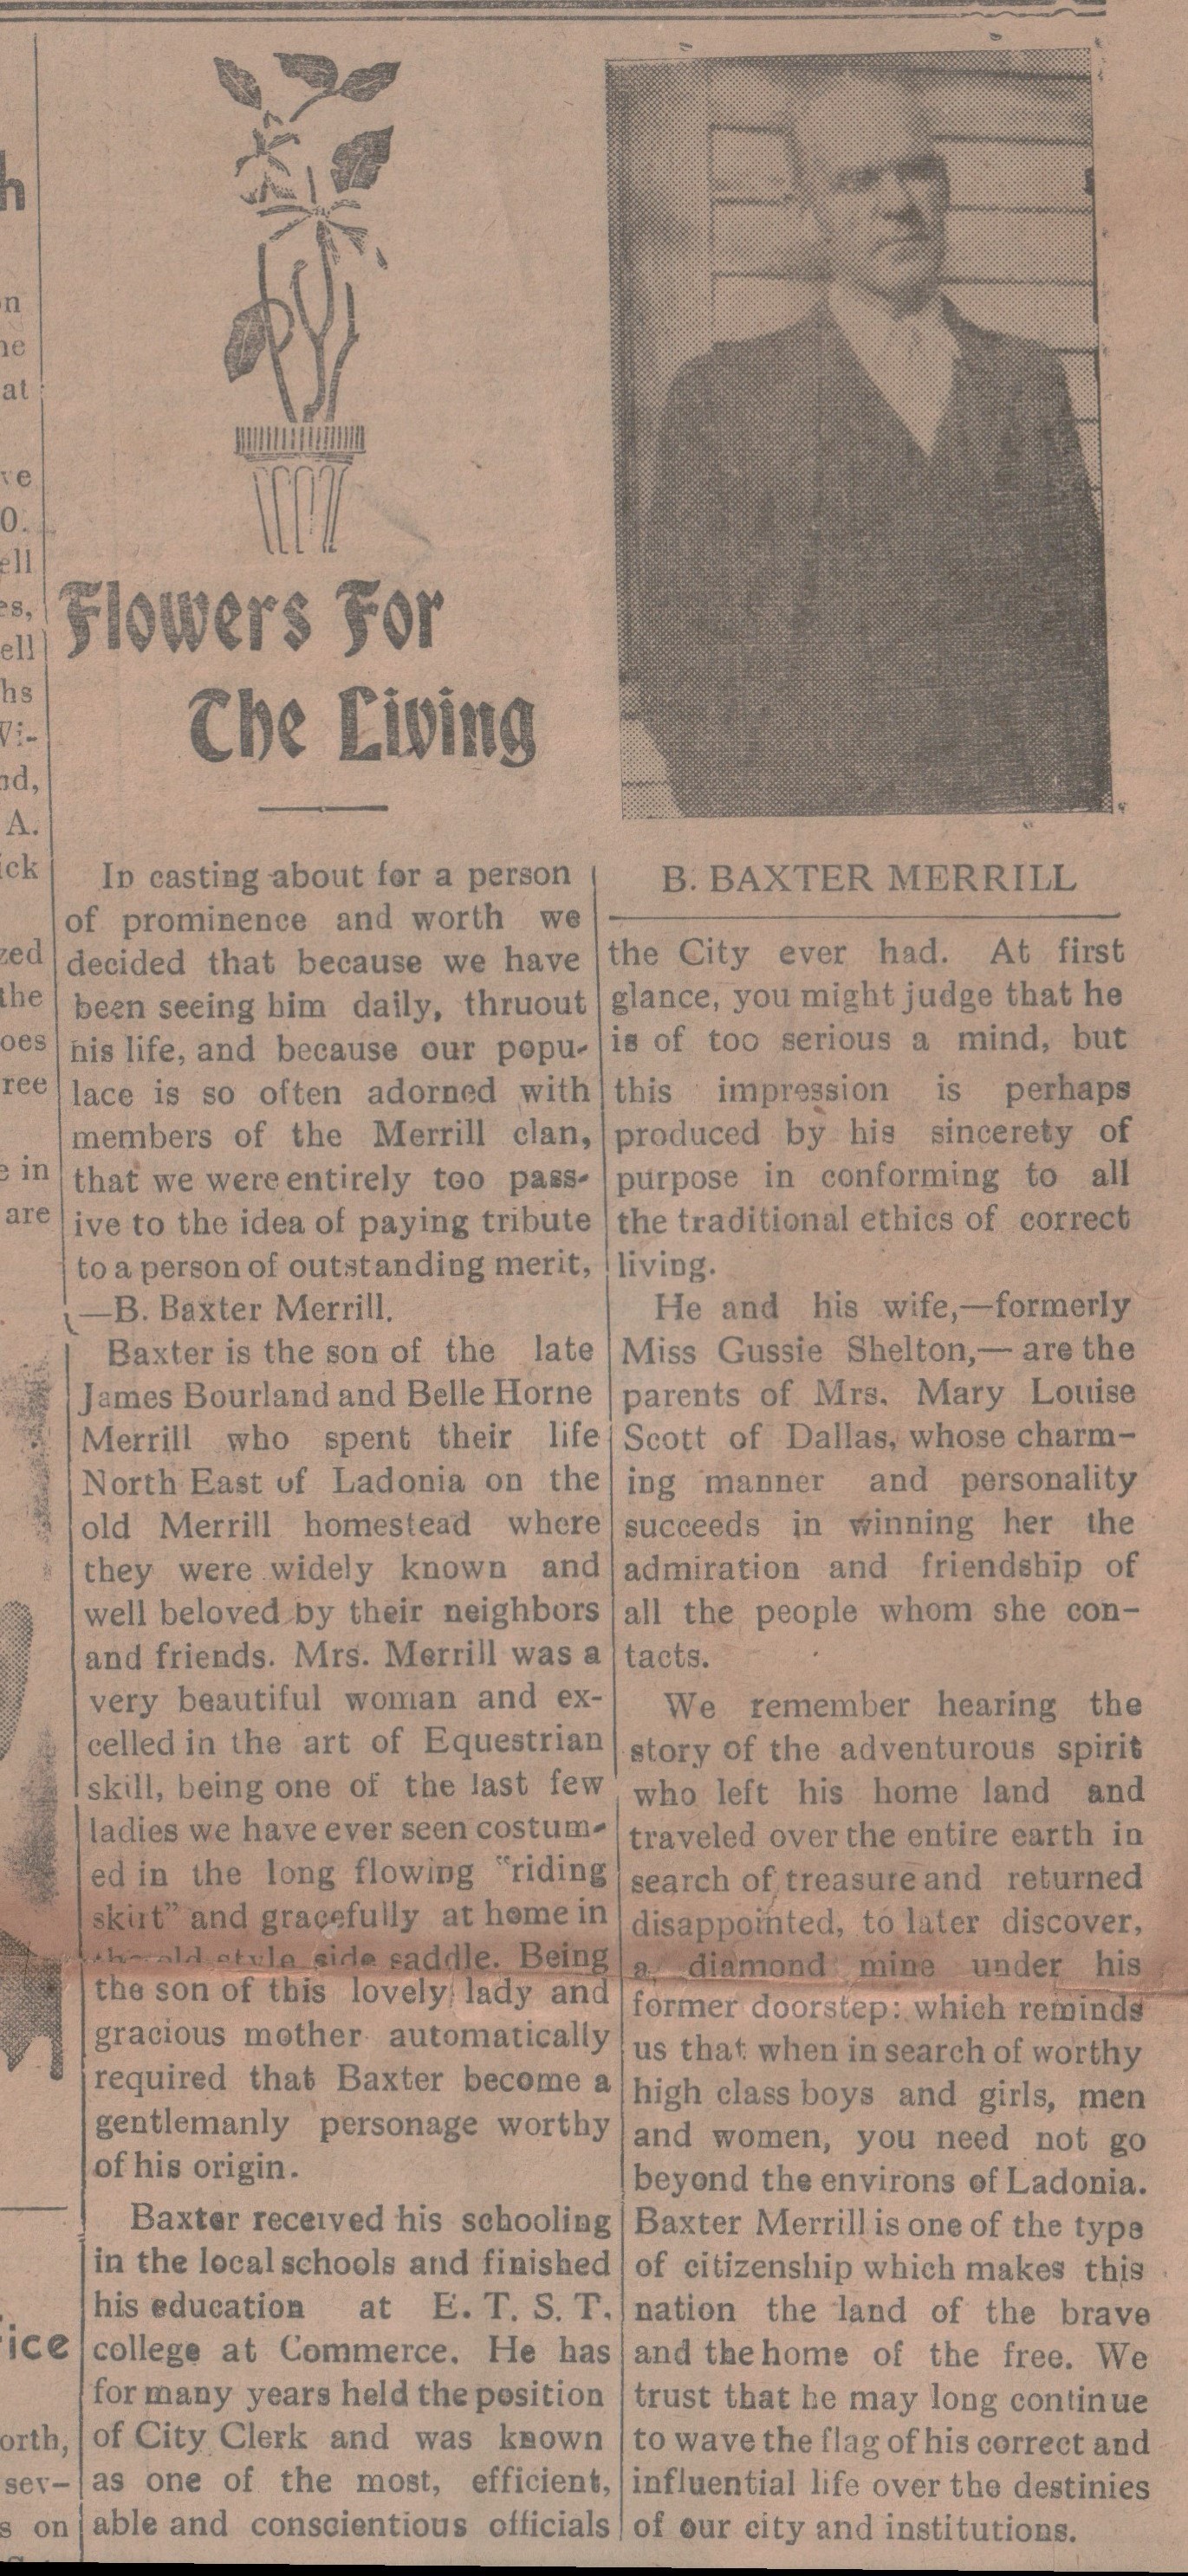 Flowers For
The Living
In casting about for a person
of prominence and worth we
decided that because we have
been seeing him daily, thruout
his life, and because our popu-
lace is so often adorned with
members of the Merrill clan,
that we were entirely too pass-
ive to the idea of paying tribute
to a person of outstanding merit,
—B. Baxter Merrill.
Baxter is the son of the late
James Bourland and Belle Horne
Merrill who spent their life
North East of Ladonia on the
old Merrill homestead where
they were widely known and
well beloved by their neighbors
and friends. Mrs. Merrill was a
very beautiful woman and ex-
celled in the art of Equestrian
skill, being one of the last few
ladies we have ever seen costum-
ed in the long flowing "riding
skirt" and gracefully at home in
the old style side saddle. Being
the son of this lovely lady and
gracious mother automatically
required that Baxter become a
gentlemanly personage worthy
of his origin.
Baxter received his schooling
in the local schools and finished
his education at E. T. S. T.
college at Commerce. He has
for many years held the position
of City Clerk and was known
as one of the most, efficient,
able and conscientious officials
B. BAXTER MERRILL
the City ever had. At first
glance, you might judge that he
is of too serious a mind, but
this impression is perhaps
produced by his sincerety of
purpose in conforming to all
the traditional ethics of correct
living.
He and his wife,—formerly
Miss Gussie Shelton,— are the
parents of Mrs. Mary Louise
Scott of Dallas, whose charm-
ing manner and personality
succeeds in winning her the
admiration and friendship of
all the people whom she con-
tacts.
We remember hearing the
story of the adventurous spirit
who left his home land and
traveled over the entire earth in
search of treasure and returned
disappointed, to later discover,
a diamond mine under his
former doorstep: which reminds
us that when in search of worthy
high class boys and girls, men
and women, you need not go
beyond the environs of Ladonia.
Baxter Merrill is one of the type
of citizenship which makes this
nation the land of the brave
and the home of the free. We
trust that he may long continue
to wave the flag of his correct and
influential life over the destinies
of our city and institutions.